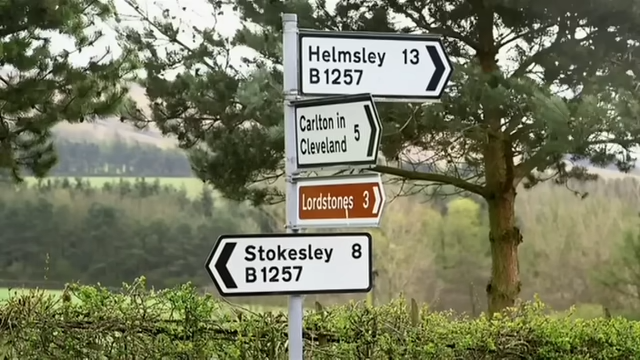 Helmsley 13
B1257
Carlton in
Cleveland 5
Lordstones 3
Stokesley 8
B1257